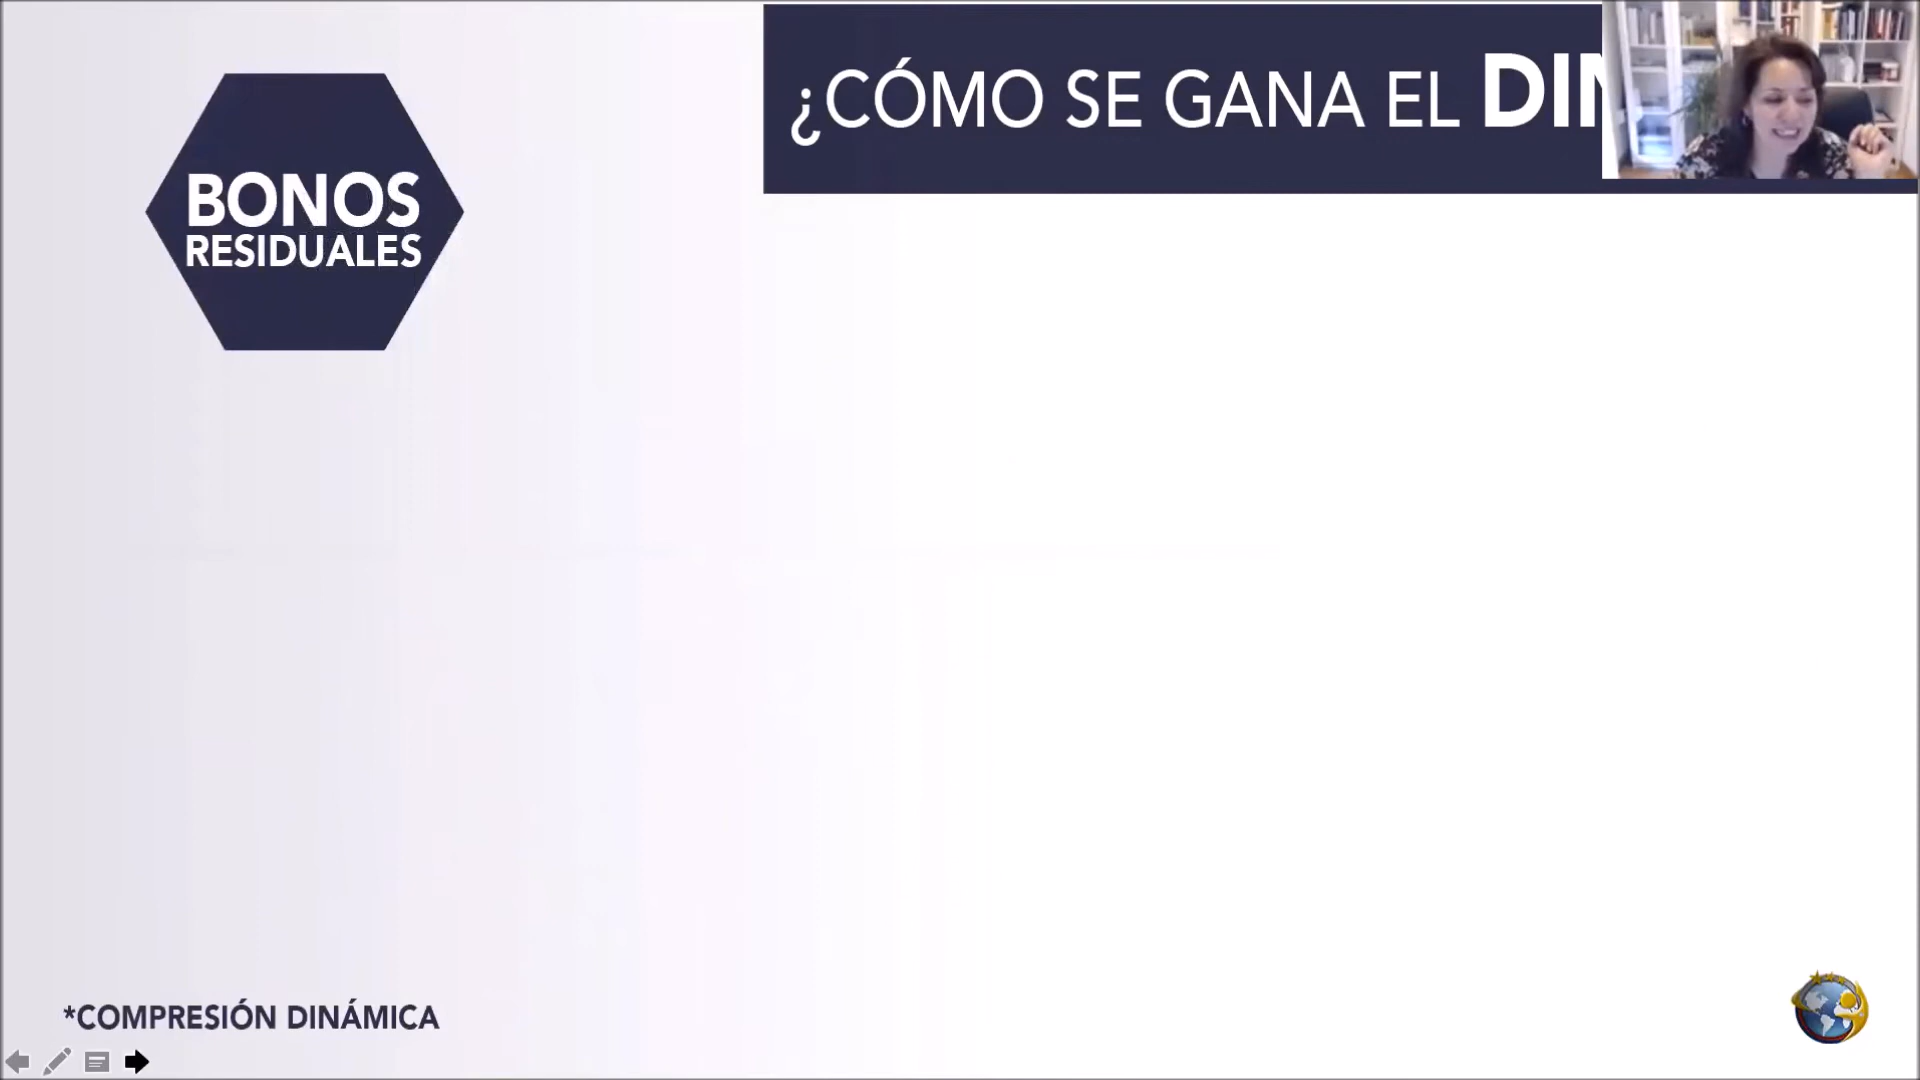 ¿CÓMO SE GANA EL
BONOS
RESIDUALES
*COMPRESIÓN DINÁMICA